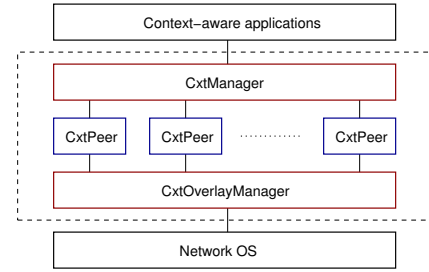 Context-aware applications
CxtManager
CxtPeer CxtPeer ............. CxtPeer
CxtOverlayManager
Network OS